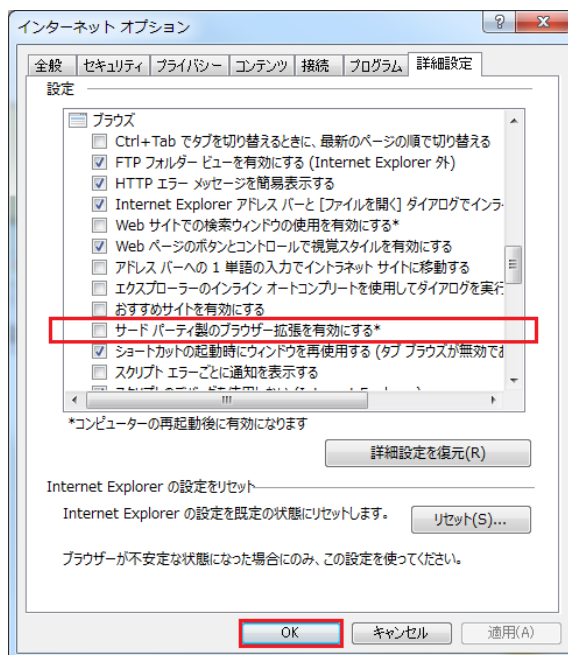 インターネット オプション
全般
セキュリティ
プライバシー
コンテンツ
接続
プログラム
詳細設定
設定
ブラウズ
Ctrl+Tab でタブを切り替えるときに、最新のページの順で切り替える
FTP フォルダー ビューを有効にする (Internet Explorer 外)
HTTP エラー メッセージを簡易表示する
Internet Explorer アドレス バーと [ファイルを開く] ダイアログでインラ
Web サイトでの検索ウィンドウの使用を有効にする*
Web ページのボタンとコントロールで視覚スタイルを有効にする
アドレス バーへの 1 単語の入力でイントラネット サイトに移動する
エクスプローラーのインライン オートコンプリートを使用してダイアログを実行
おすすめサイトを有効にする
サード パーティ製のブラウザー拡張を有効にする*
ショートカットの起動時にウィンドウを再使用する (タブ ブラウズが無効であ
スクリプト エラーごとに通知を表示する
スクリプトのデバッグを使用しない (Internet Explorer)
*コンピューターの再起動後に有効になります
詳細設定を復元(R)
Internet Explorer の設定をリセット
Internet Explorer の設定を既定の状態にリセットします。
リセット(S)...
ブラウザーが不安定な状態になった場合にのみ、この設定を使ってください。
OK
キャンセル
適用(A)